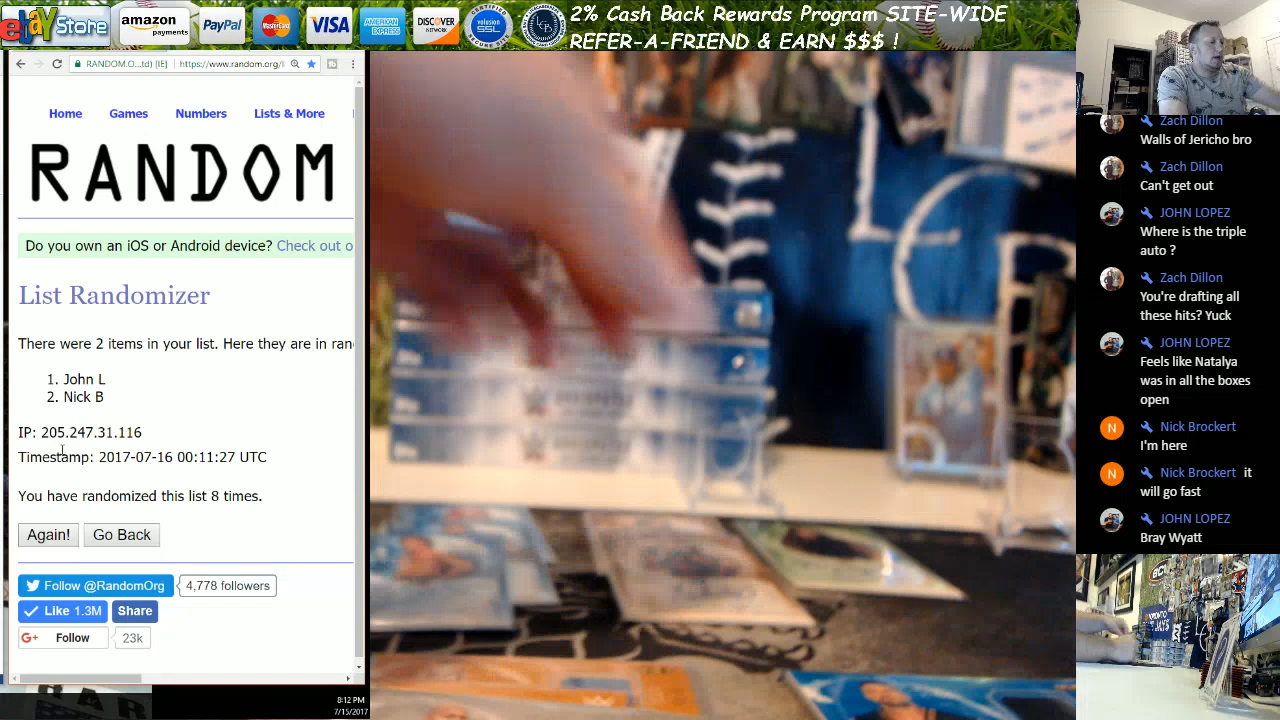 ebay Store
amazon
payments
PayPal
MasterCard
VISA
AMERICAN
EXPRESS
DISCOVER
NETWORK
volusion
SSL
2% Cash Back Rewards Program SITE-WIDE
REFER-A-FRIEND & EARN $$$ !
RANDOM.O...td) [IE]
https://www.random.org/l
Home Games Numbers Lists & More
RANDOM
Do you own an iOS or Android device? Check out o
List Randomizer
There were 2 items in your list. Here they are in ran
1. John L
2. Nick B
IP: 205.247.31.116
Timestamp: 2017-07-16 00:11:27 UTC
You have randomized this list 8 times.
Again! Go Back
Follow @RandomOrg 4,778 followers
Like 1.3M Share
G+ Follow 23k
8:12 PM
7/15/2017
Zach Dillon
Walls of Jericho bro
Zach Dillon
Can't get out
JOHN LOPEZ
Where is the triple
auto ?
Zach Dillon
You're drafting all
these hits? Yuck
JOHN LOPEZ
Feels like Natalya
was in all the boxes
open
N Nick Brockert
I'm here
N Nick Brockert it
will go fast
JOHN LOPEZ
Bray Wyatt